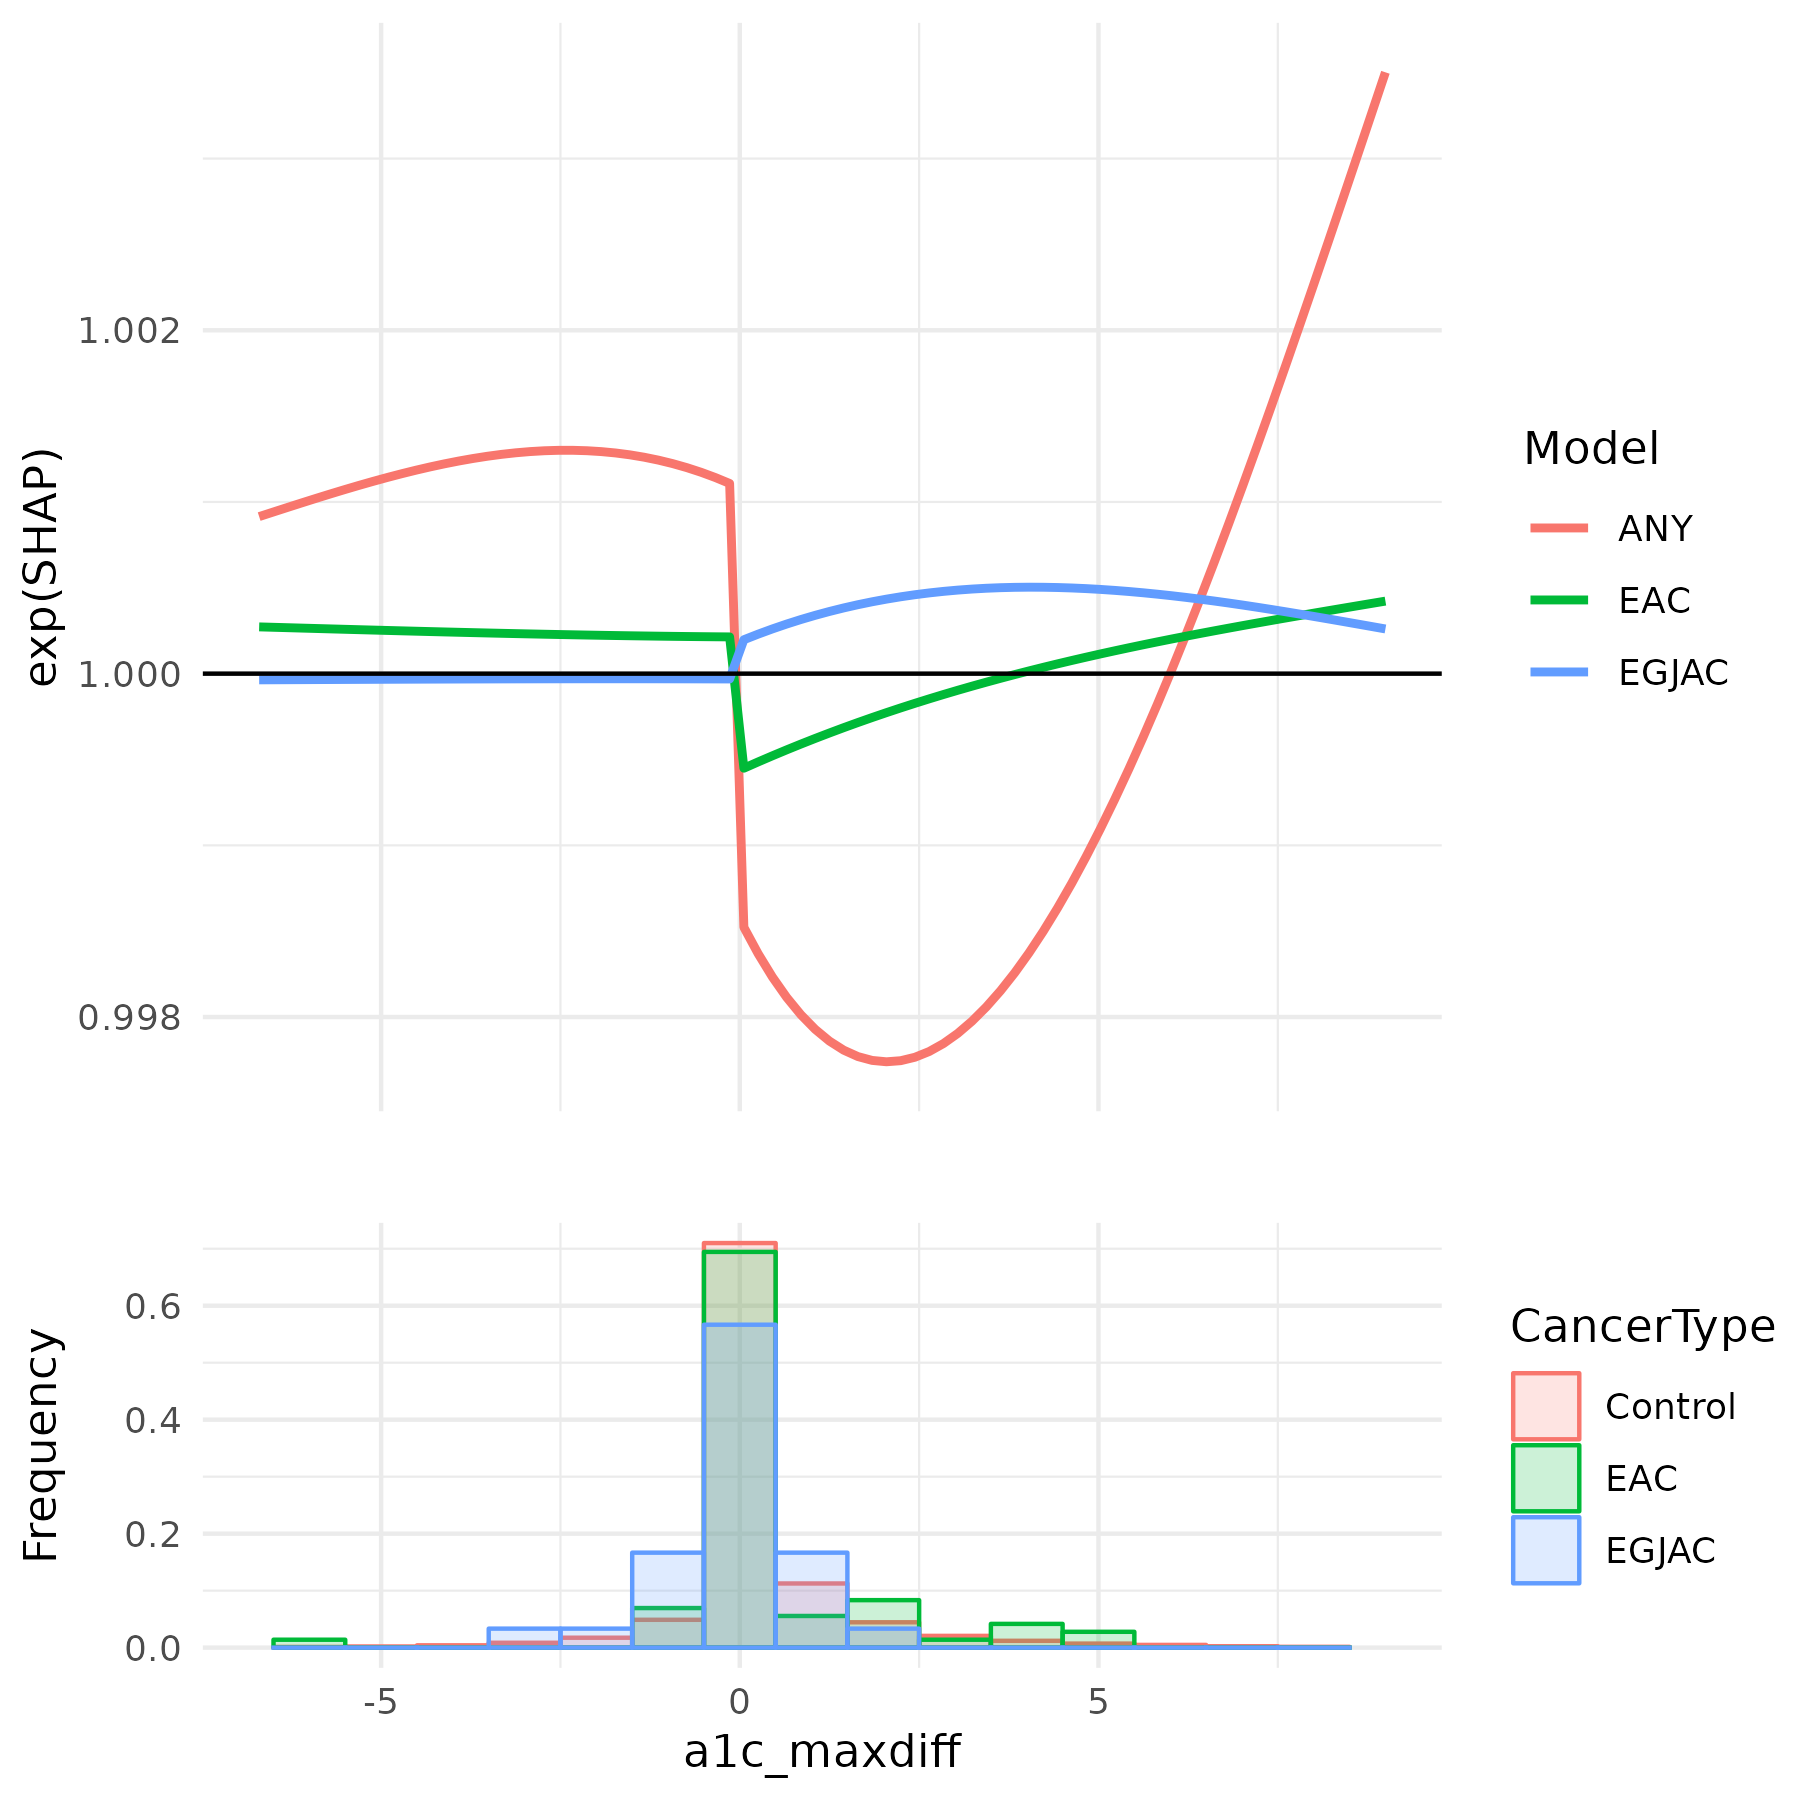 exp(SHAP)
1.002
1.000
0.998
Model
ANY
EAC
EGJAC
Frequency
0.6
0.4
0.2
0.0
-5
0
5
a1c_maxdiff
CancerType
Control
EAC
EGJAC